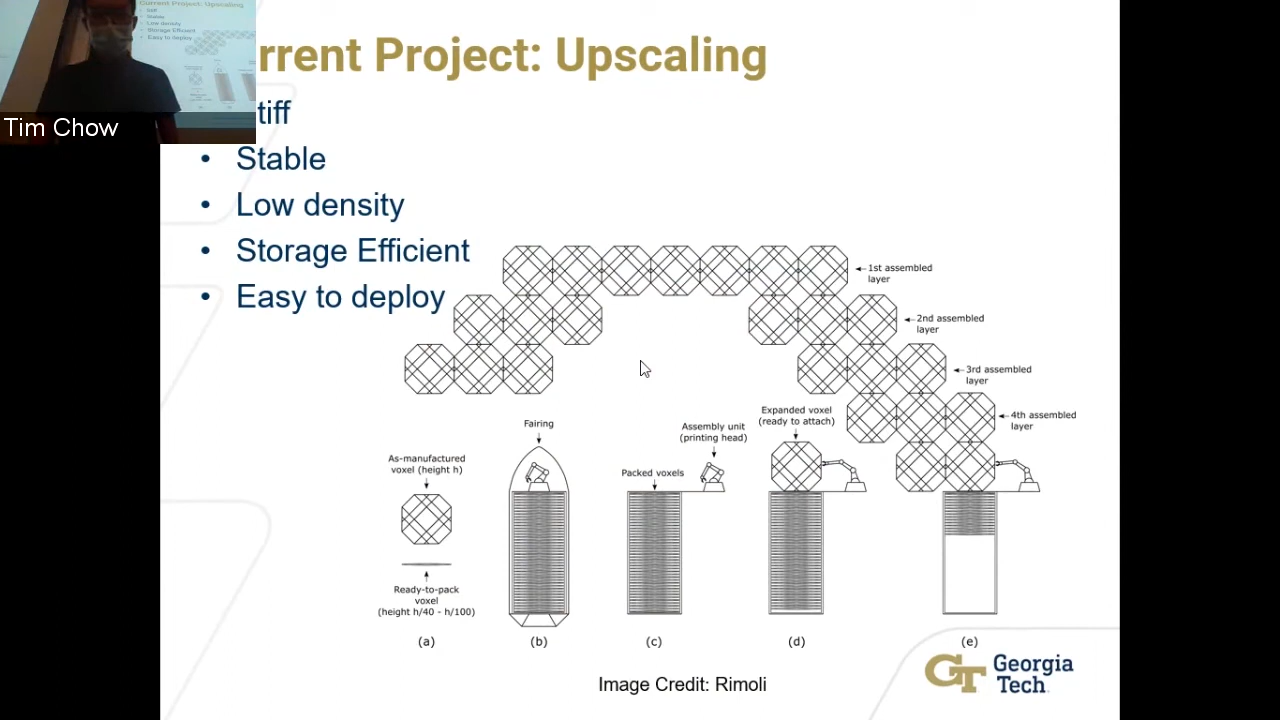 Current Project: Upscaling
Stable
Low density
Storage Efficient
Easy to deploy
Tim Chow
rrent Project: Upscaling
tiff
• Stable
• Low density
• Storage Efficient
• Easy to deploy
1st assembled
layer
2nd assembled
layer
3rd assembled
layer
4th assembled
layer
Expanded voxel
(ready to attach)
Fairing
Assembly unit
(printing head)
As-manufactured
voxel (height h)
Packed voxels
Ready-to-pack
voxel
(height h/40 - h/100)
(a)
(b)
(c)
(d)
(e)
Image Credit: Rimoli
GT
Georgia
Tech